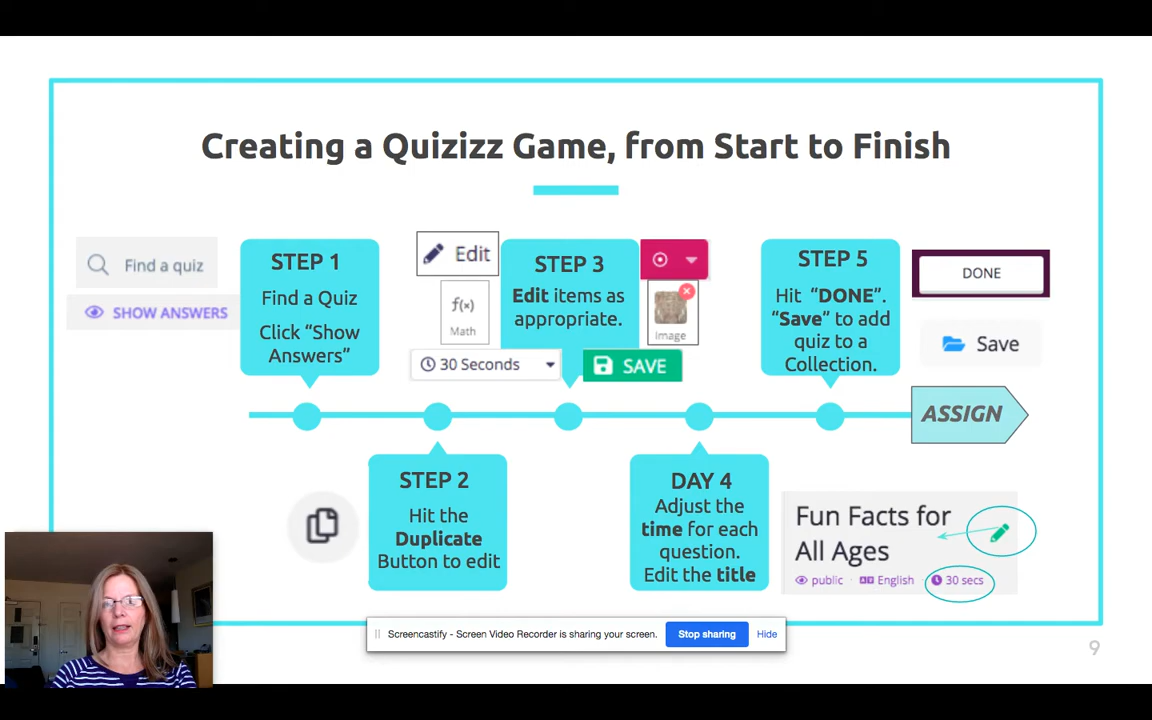 Creating a Quizizz Game, from Start to Finish
Find a quiz
SHOW ANSWERS
STEP 1
Find a Quiz
Click “Show
Answers”
Edit
f(x)
Math
30 Seconds
STEP 3
Edit items as
appropriate.
Image
SAVE
STEP 5
Hit “DONE”.
“Save” to add
quiz to a
Collection.
DONE
Save
ASSIGN
STEP 2
Hit the
Duplicate
Button to edit
DAY 4
Adjust the
time for each
question.
Edit the title
Fun Facts for
All Ages
public · English · 30 secs
Screencastify - Screen Video Recorder is sharing your screen.
Stop sharing
Hide
9